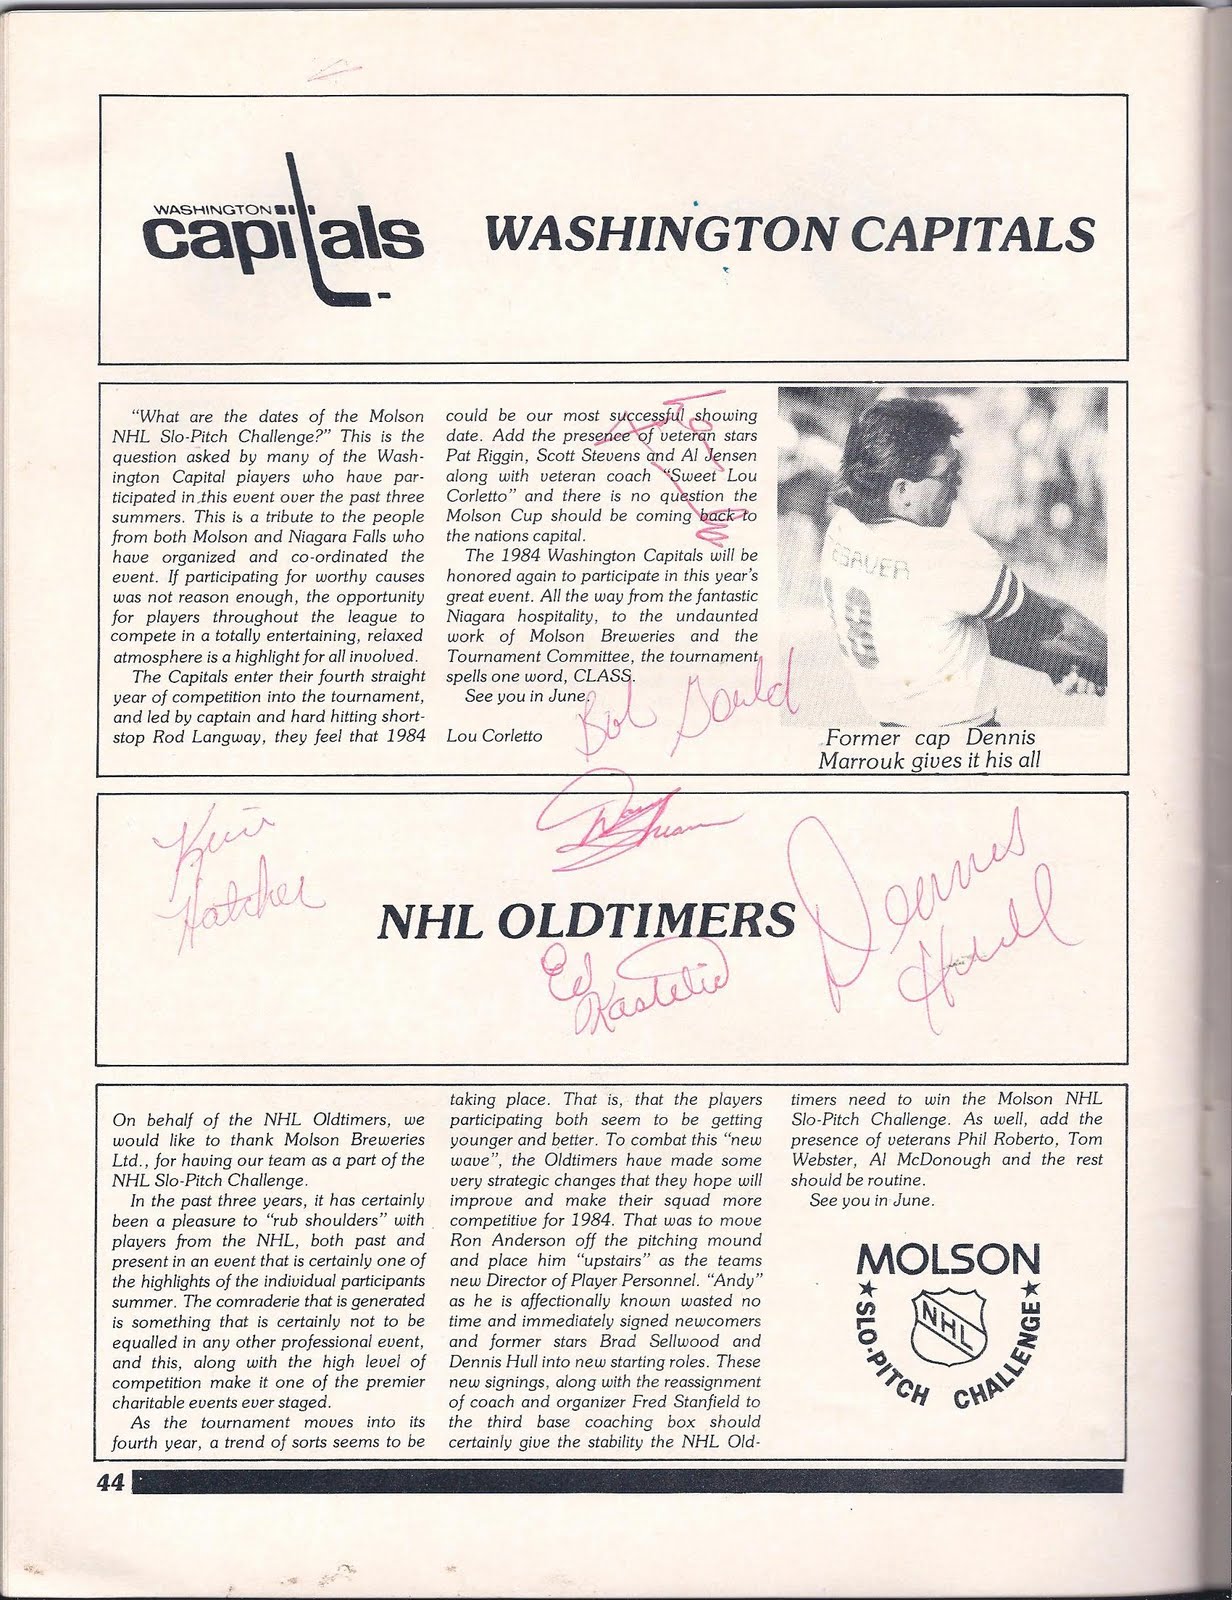 WASHINGTON
capitals
WASHINGTON CAPITALS
"What are the dates of the Molson
NHL Slo-Pitch Challenge?" This is the
question asked by many of the Wash-
ington Capital players who have par-
ticipated in this event over the past three
summers. This is a tribute to the people
from both Molson and Niagara Falls who
have organized and co-ordinated the
event. If participating for worthy causes
was not reason enough, the opportunity
for players throughout the league to
compete in a totally entertaining, relaxed
atmosphere is a highlight for all involved.
The Capitals enter their fourth straight
year of competition into the tournament,
and led by captain and hard hitting short-
stop Rod Langway, they feel that 1984
could be our most successful showing
date. Add the presence of veteran stars
Pat Riggin, Scott Stevens and Al Jensen
along with veteran coach "Sweet Lou
Corletto" and there is no question the
Molson Cup should be coming back to
the nations capital.
The 1984 Washington Capitals will be
honored again to participate in this year's
great event. All the way from the fantastic
Niagara hospitality, to the undaunted
work of Molson Breweries and the
Tournament Committee, the tournament
spells one word, CLASS.
See you in June.
Lou Corletto
Bob Gould
Former cap Dennis
Marrouk gives it his all
Hatcher
Dennis
NHL OLDTIMERS
Ed
Kastelic
On behalf of the NHL Oldtimers, we
would like to thank Molson Breweries
Ltd., for having our team as a part of the
NHL Slo-Pitch Challenge.
In the past three years, it has certainly
been a pleasure to "rub shoulders" with
players from the NHL, both past and
present in an event that is certainly one of
the highlights of the individual participants
summer. The comraderie that is generated
is something that is certainly not to be
equalled in any other professional event,
and this, along with the high level of
competition make it one of the premier
charitable events ever staged.
As the tournament moves into its
fourth year, a trend of sorts seems to be
taking place. That is, that the players
participating both seem to be getting
younger and better. To combat this "new
wave", the Oldtimers have made some
very strategic changes that they hope will
improve and make their squad more
competitive for 1984. That was to move
Ron Anderson off the pitching mound
and place him "upstairs" as the teams
new Director of Player Personnel. "Andy"
as he is affectionally known wasted no
time and immediately signed newcomers
and former stars Brad Sellwood and
Dennis Hull into new starting roles. These
new signings, along with the reassignment
of coach and organizer Fred Stanfield to
the third base coaching box should
certainly give the stability the NHL Old-
timers need to win the Molson NHL
Slo-Pitch Challenge. As well, add the
presence of veterans Phil Roberto, Tom
Webster, Al McDonough and the rest
should be routine.
See you in June.
MOLSON
NHL
SLO-PITCH CHALLENGE
44